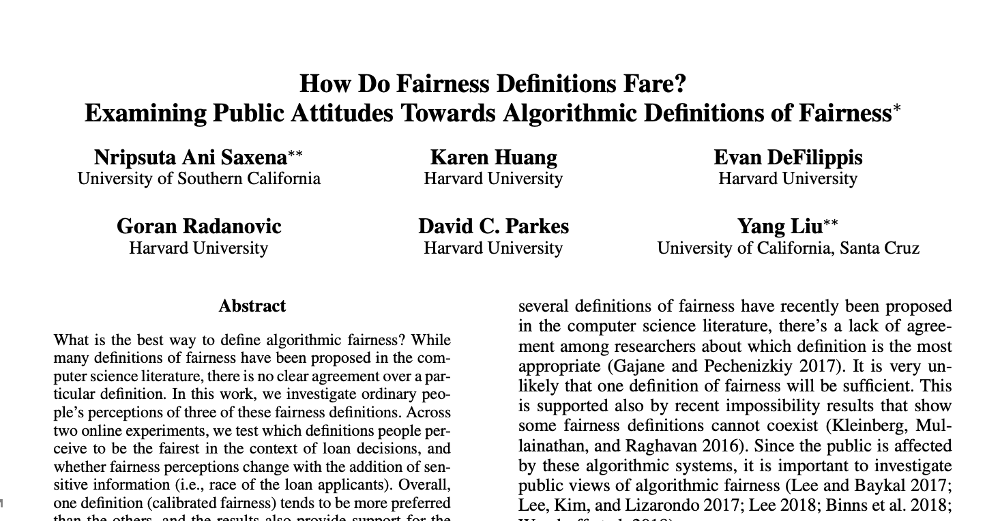 How Do Fairness Definitions Fare?
Examining Public Attitudes Towards Algorithmic Definitions of Fairness*
Nripsuta Ani Saxena**
University of Southern California
Karen Huang
Harvard University
Evan DeFilippis
Harvard University
Goran Radanovic
Harvard University
David C. Parkes
Harvard University
Yang Liu**
University of California, Santa Cruz
Abstract
What is the best way to define algorithmic fairness? While
many definitions of fairness have been proposed in the com-
puter science literature, there is no clear agreement over a par-
ticular definition. In this work, we investigate ordinary peo-
ple's perceptions of three of these fairness definitions. Across
two online experiments, we test which definitions people per-
ceive to be the fairest in the context of loan decisions, and
whether fairness perceptions change with the addition of sen-
sitive information (i.e., race of the loan applicants). Overall,
one definition (calibrated fairness) tends to be more preferred
than the others, and the results also provide support for the
several definitions of fairness have recently been proposed
in the computer science literature, there's a lack of agree-
ment among researchers about which definition is the most
appropriate (Gajane and Pechenizkiy 2017). It is very un-
likely that one definition of fairness will be sufficient. This
is supported also by recent impossibility results that show
some fairness definitions cannot coexist (Kleinberg, Mul-
lainathan, and Raghavan 2016). Since the public is affected
by these algorithmic systems, it is important to investigate
public views of algorithmic fairness (Lee and Baykal 2017;
Lee, Kim, and Lizarondo 2017; Lee 2018; Binns et al. 2018;